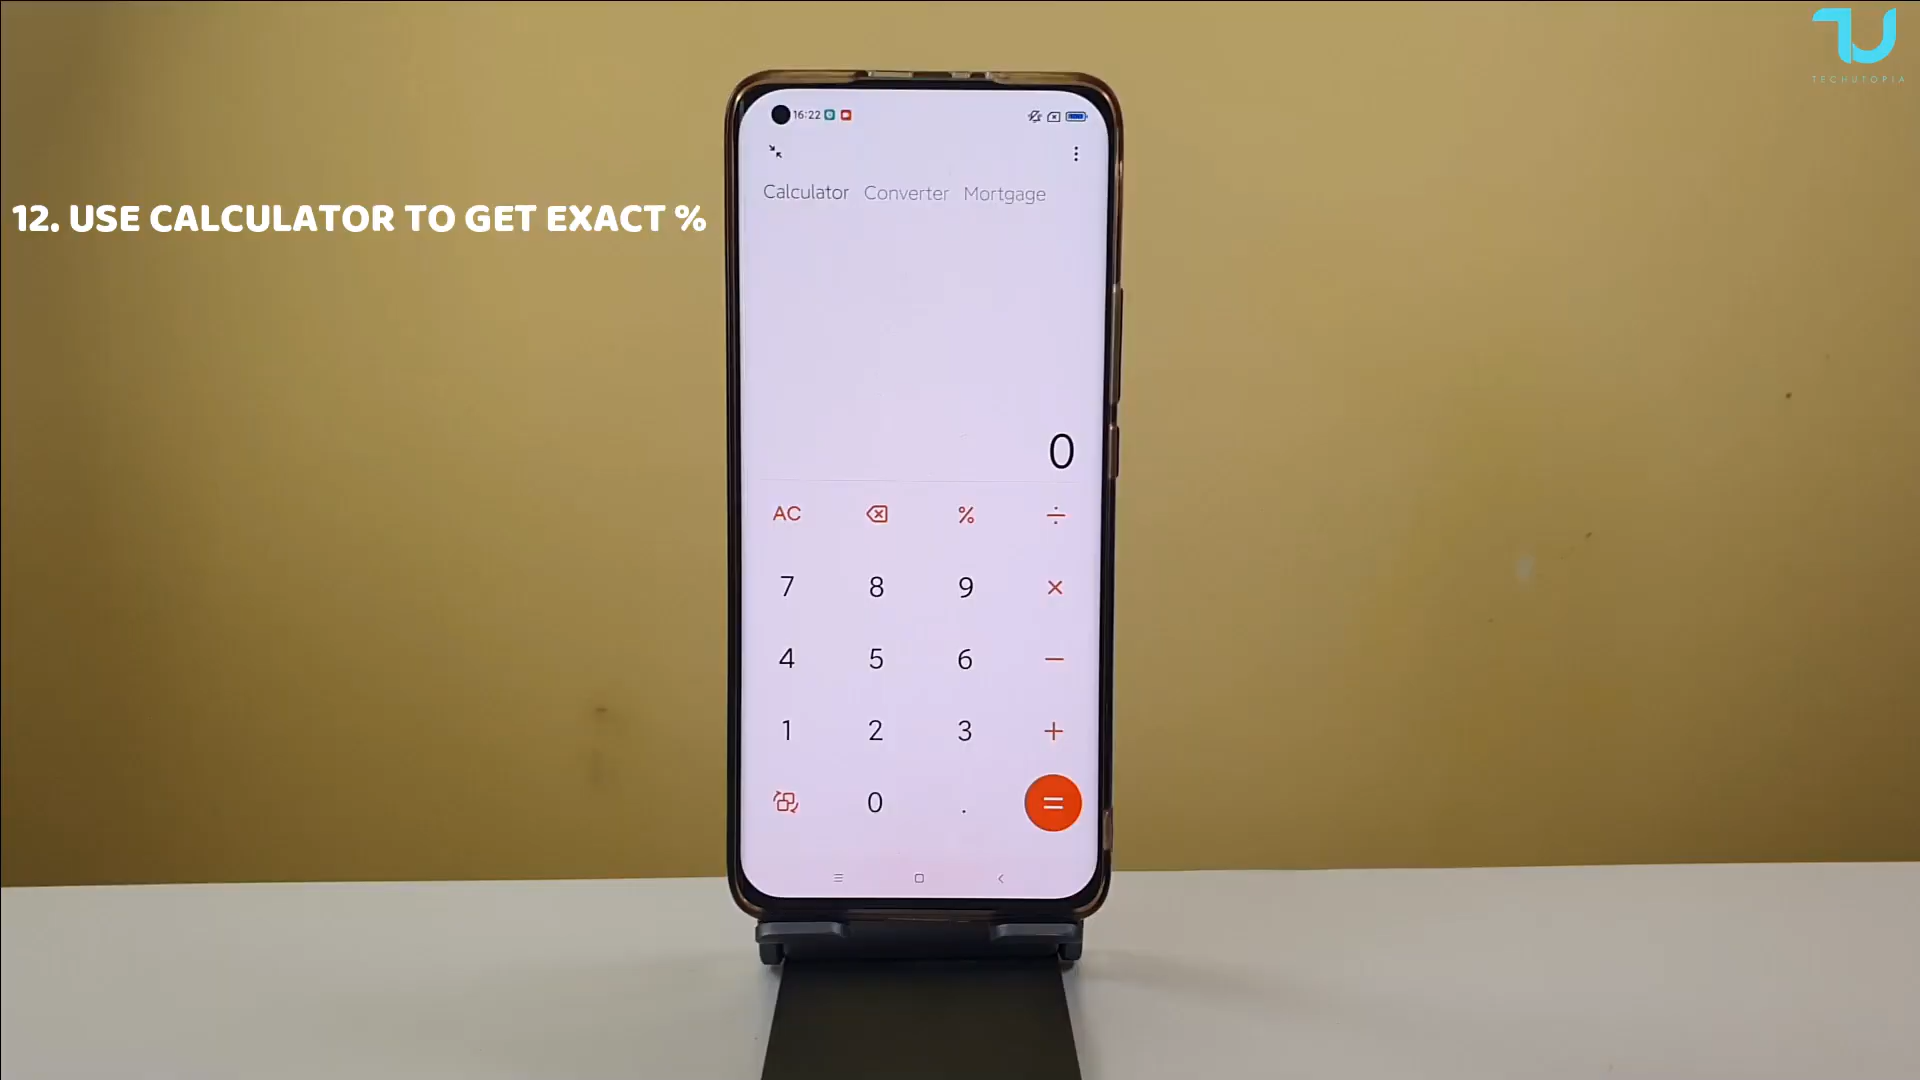 TECHUTOPIA
16:22
Calculator Converter Mortgage
12. USE CALCULATOR TO GET EXACT %
0
AC % ÷
7 8 9 ×
4 5 6 −
1 2 3 +
0 . =